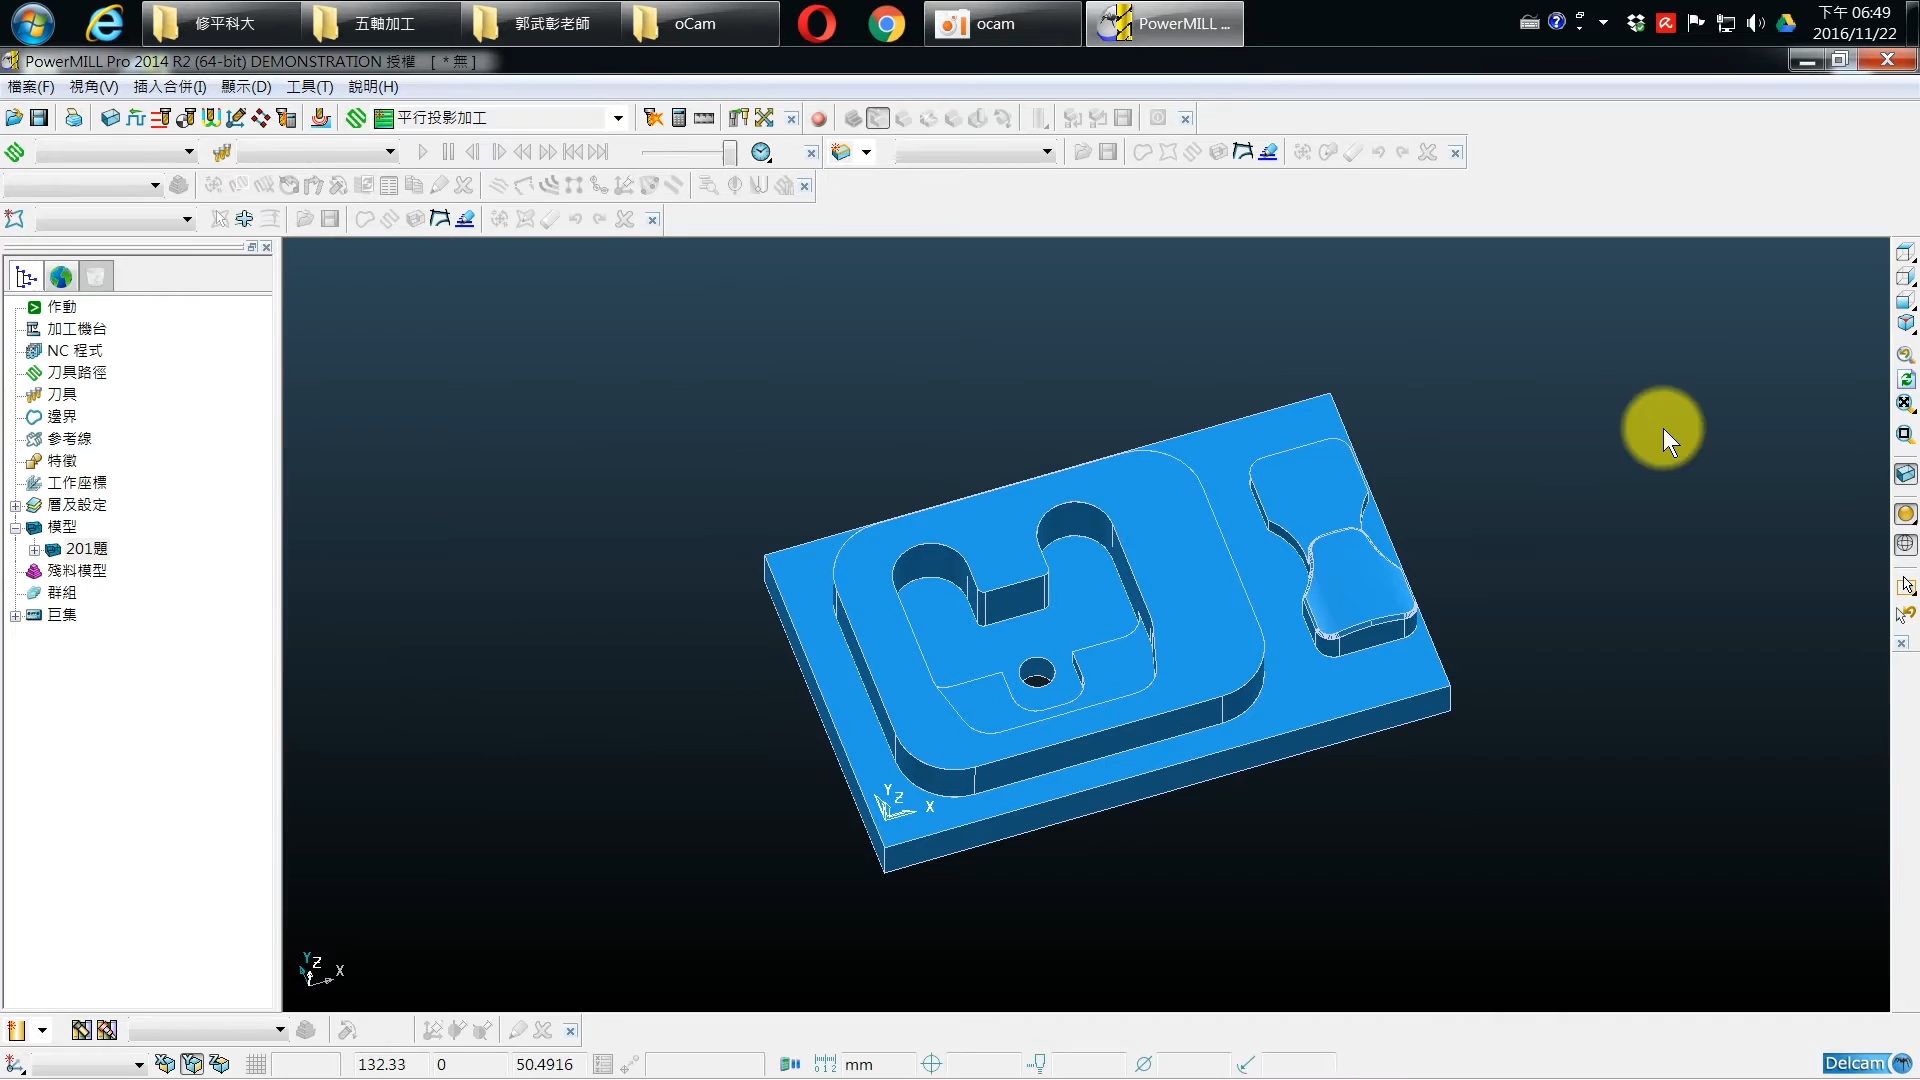 修平科大
五軸加工
郭武彰老師
oCam
ocam
PowerMILL ...
下午 06:49
2016/11/22
PowerMILL Pro 2014 R2 (64-bit) DEMONSTRATION 授權 [ * 無 ]
檔案(F) 視角(V) 插入合併(I) 顯示(D) 工具(T) 說明(H)
平行投影加工
作動
加工機台
NC 程式
刀具路徑
刀具
邊界
參考線
特徵
工作座標
層及設定
模型
201題
殘料模型
群組
巨集
Y Z X
Y Z X
132.33 0 50.4916 mm
Delcam